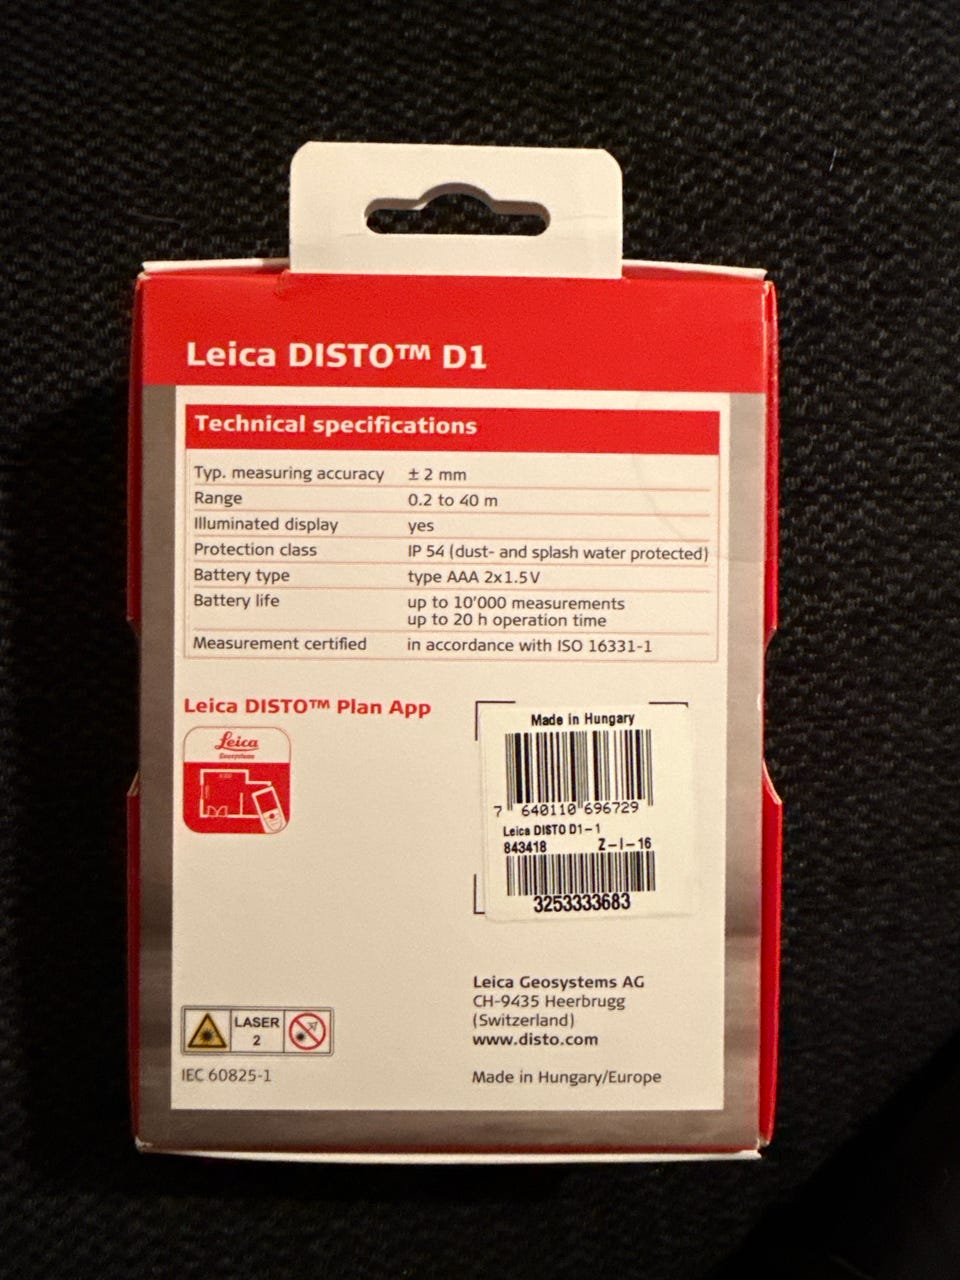 Leica DISTO™ D1
Technical specifications
Typ. measuring accuracy ± 2 mm
Range 0.2 to 40 m
Illuminated display yes
Protection class IP 54 (dust- and splash water protected)
Battery type type AAA 2x1.5V
Battery life up to 10’000 measurements
up to 20 h operation time
Measurement certified in accordance with ISO 16331-1
Leica DISTO™ Plan App
Leica
Geosystems
Made in Hungary
7 640110 696729
Leica DISTO D1-1
843418 Z-I-16
3253333683
Leica Geosystems AG
CH-9435 Heerbrugg
(Switzerland)
www.disto.com
LASER
2
IEC 60825-1
Made in Hungary/Europe